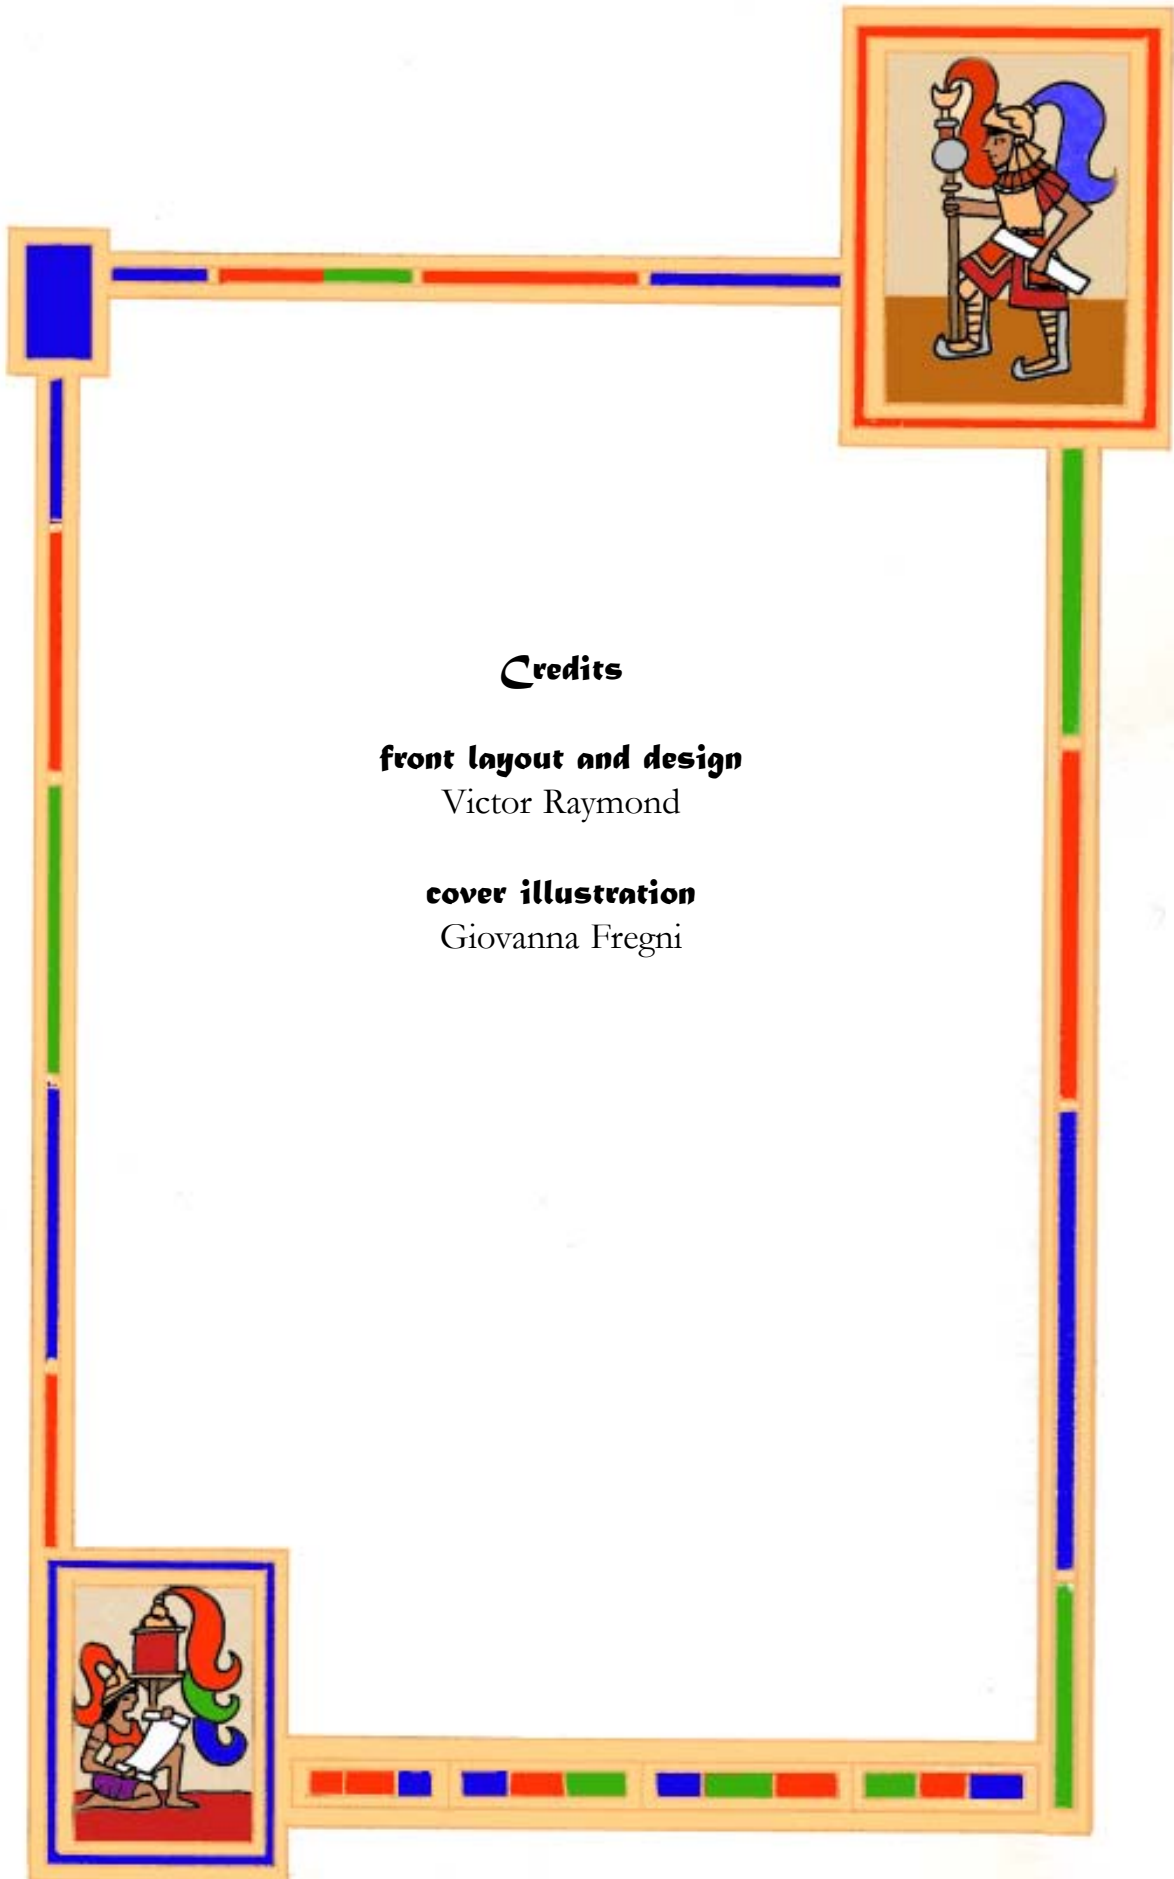 Credits
front layout and design
Victor Raymond
cover illustration
Giovanna Fregni